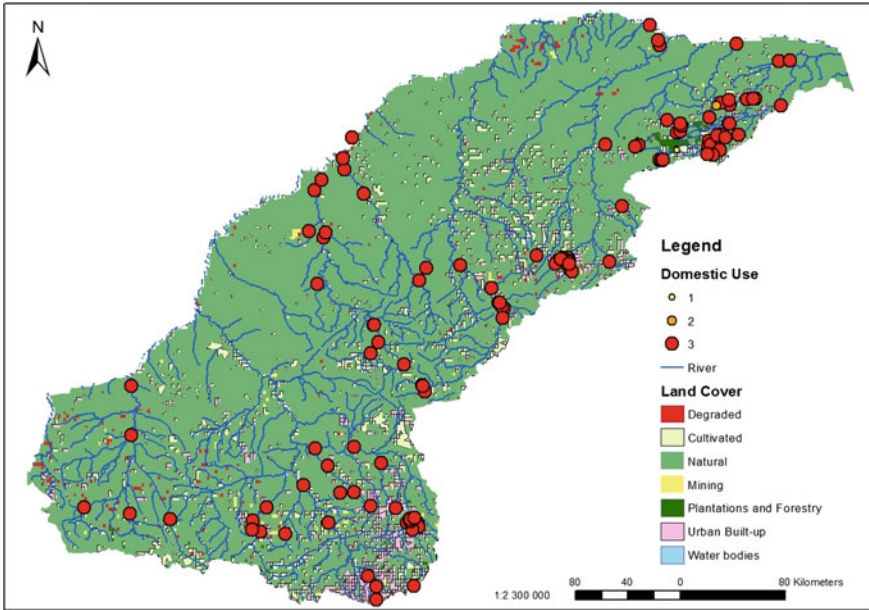 N
Legend
Domestic Use
1
2
3
River
Land Cover
Degraded
Cultivated
Natural
Mining
Plantations and Forestry
Urban Built-up
Water bodies
1:2 300 000
80 40 0 80 Kilometers